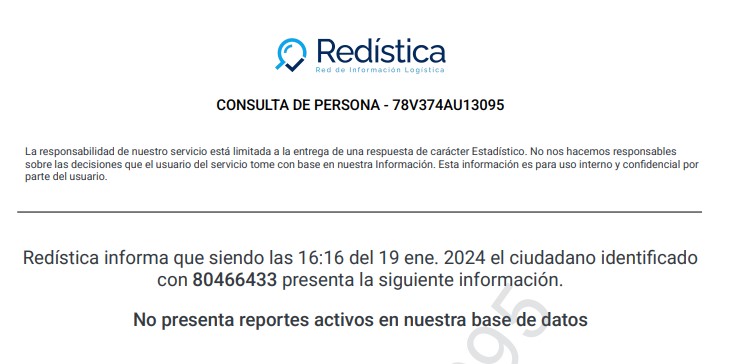 Redística
Red de Información Logística
CONSULTA DE PERSONA - 78V374AU13095
La responsabilidad de nuestro servicio está limitada a la entrega de una respuesta de carácter Estadístico. No nos hacemos responsables
sobre las decisiones que el usuario del servicio tome con base en nuestra Información. Esta información es para uso interno y confidencial por
parte del usuario.
Redística informa que siendo las 16:16 del 19 ene. 2024 el ciudadano identificado
con 80466433 presenta la siguiente información.
No presenta reportes activos en nuestra base de datos
095